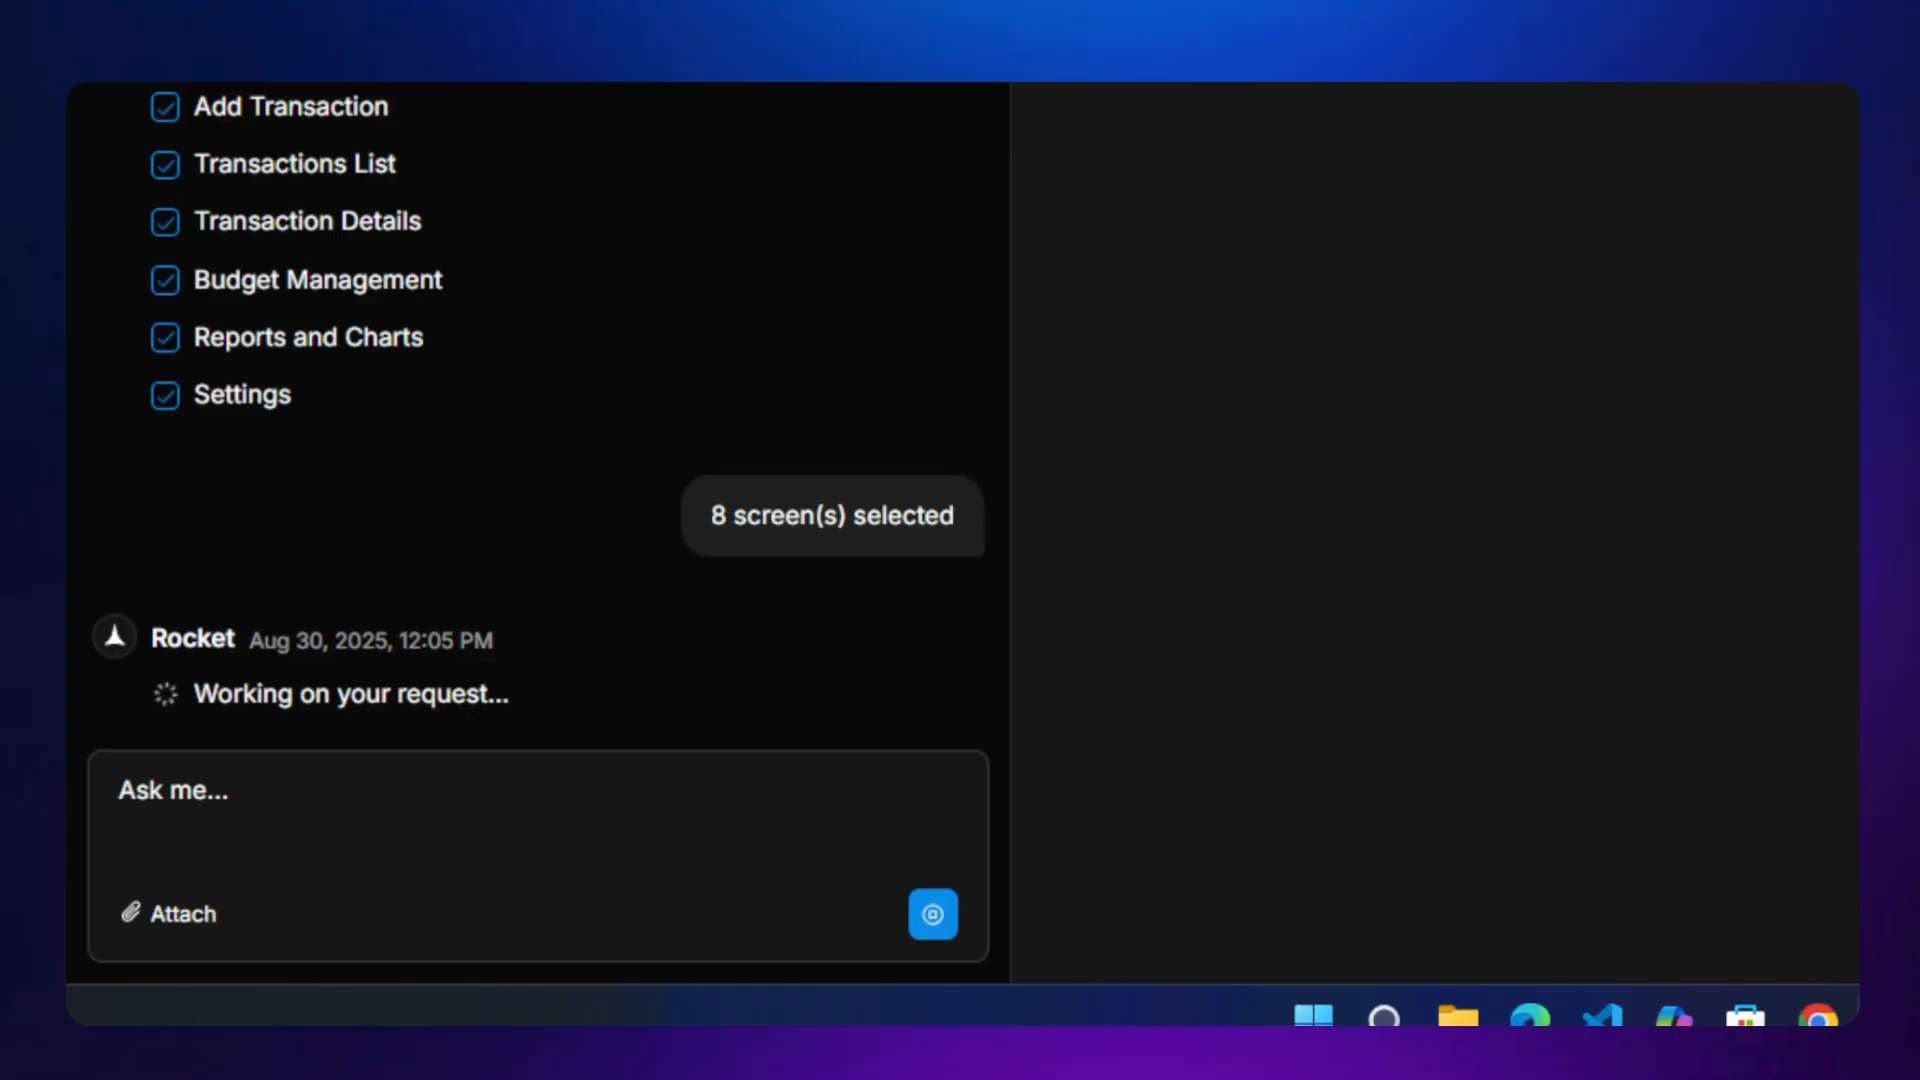 Add Transaction
Transactions List
Transaction Details
Budget Management
Reports and Charts
Settings
8 screen(s) selected
Rocket Aug 30, 2025, 12:05 PM
Working on your request...
Ask me...
Attach